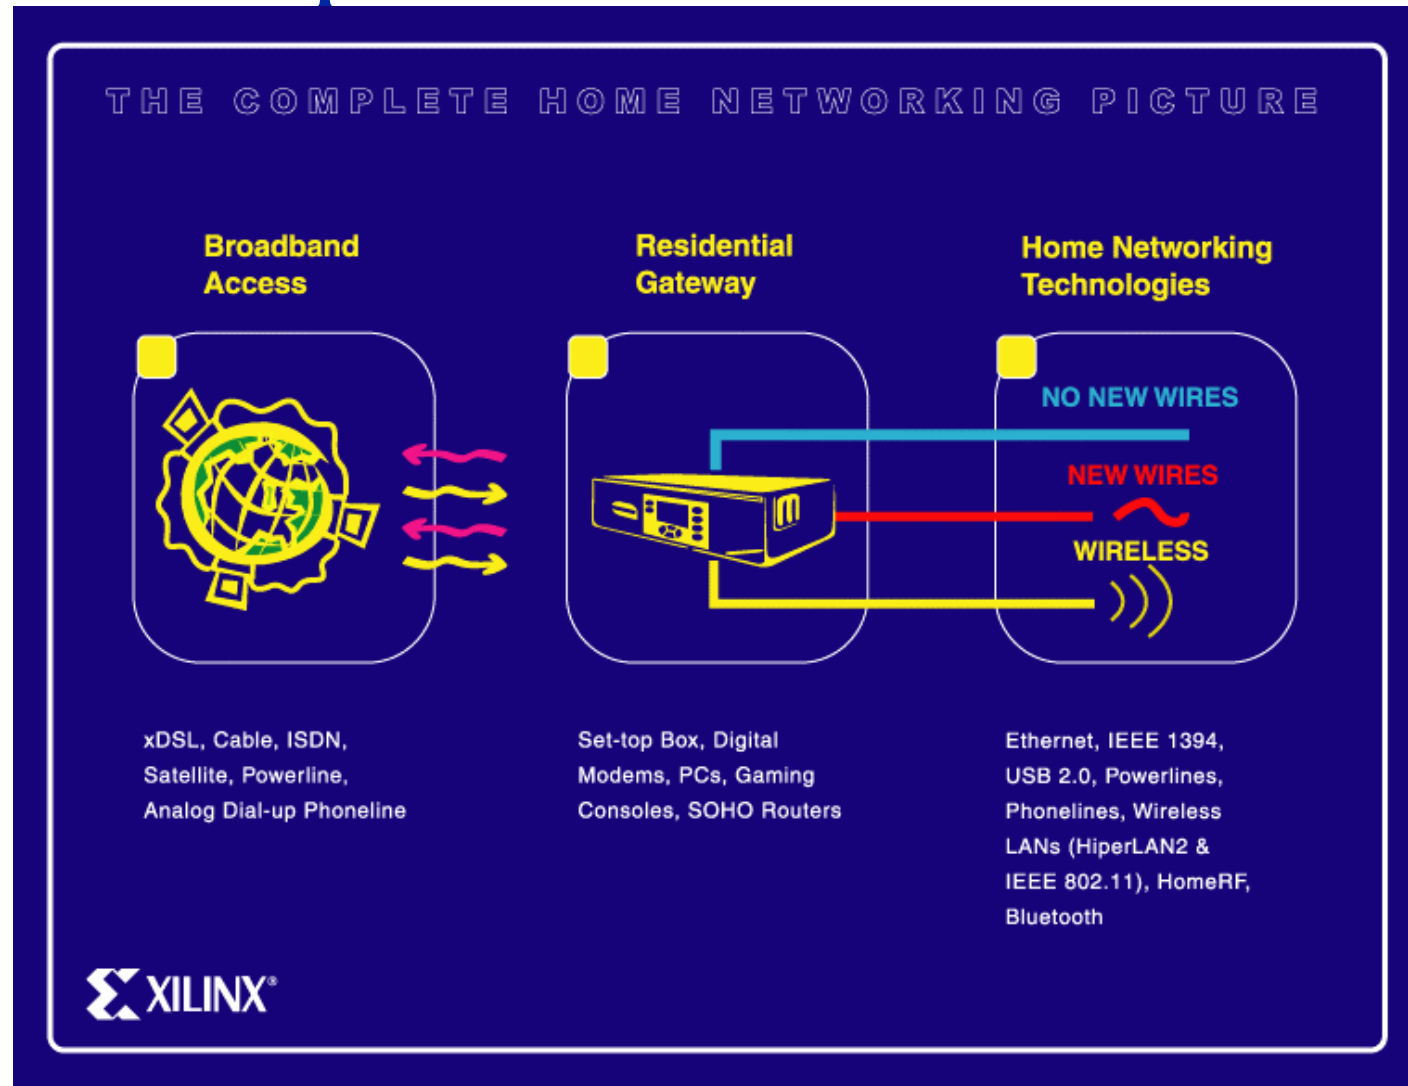 THE COMPLETE HOME NETWORKING PICTURE
Broadband
Access
Residential
Gateway
Home Networking
Technologies
NO NEW WIRES
NEW WIRES
WIRELESS
xDSL, Cable, ISDN,
Satellite, Powerline,
Analog Dial-up Phoneline
Set-top Box, Digital
Modems, PCs, Gaming
Consoles, SOHO Routers
Ethernet, IEEE 1394,
USB 2.0, Powerlines,
Phonelines, Wireless
LANs (HiperLAN2 &
IEEE 802.11), HomeRF,
Bluetooth
XILINX®